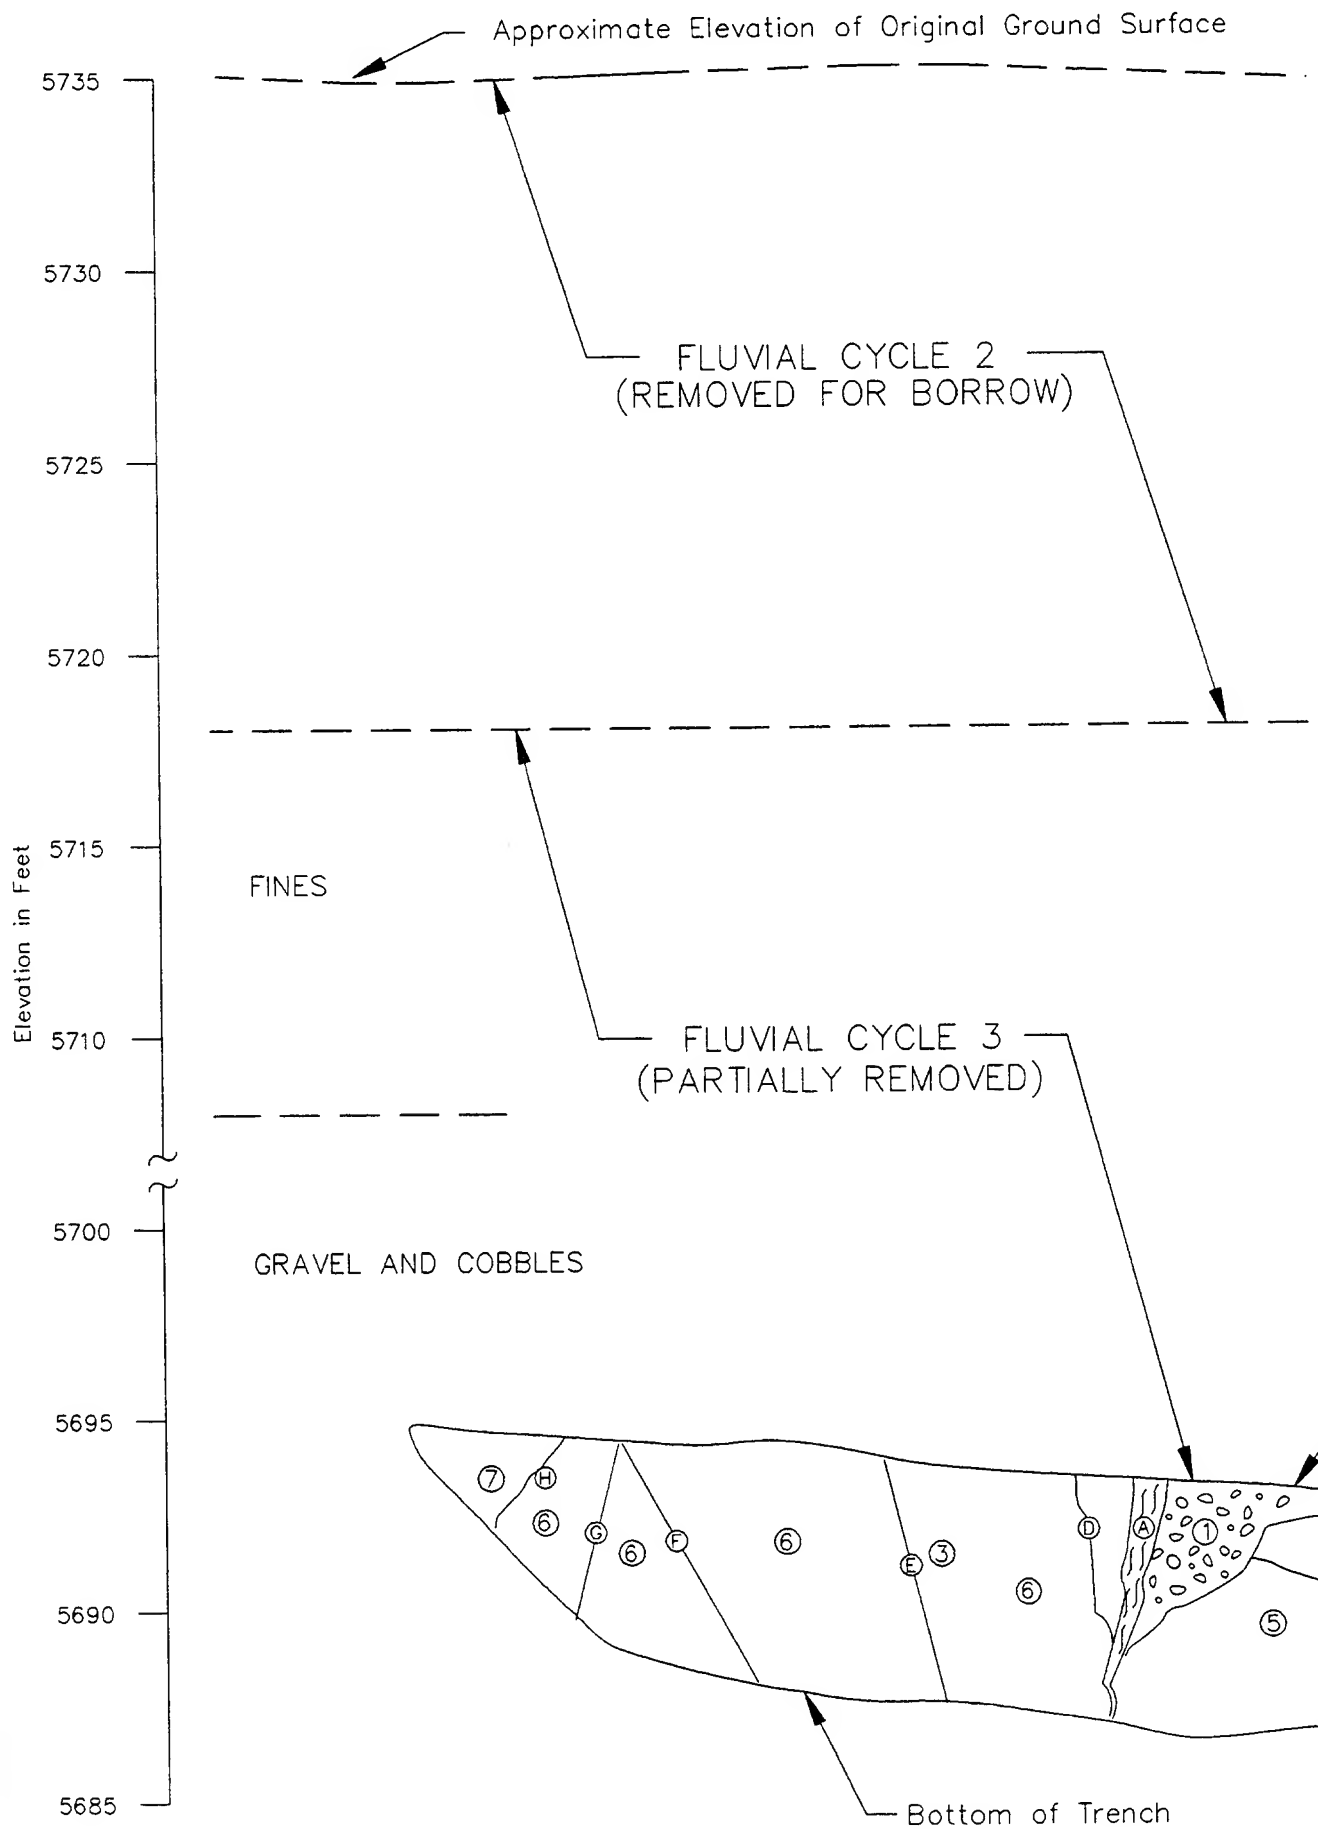 Approximate Elevation of Original Ground Surface
5735
5730
FLUVIAL CYCLE 2
(REMOVED FOR BORROW)
5725
5720
5715
FINES
Elevation in Feet
5710
FLUVIAL CYCLE 3
(PARTIALLY REMOVED)
5700
GRAVEL AND COBBLES
5695
7
H
6
G
6
F
6
E
3
6
D
A
1
5
5690
5685
Bottom of Trench